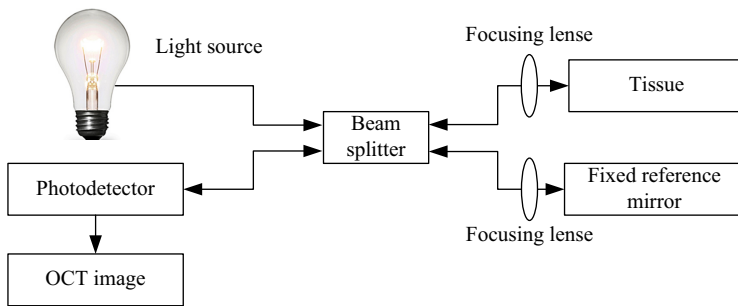 Light source
Focusing lense
Tissue
Beam
splitter
Photodetector
Fixed reference
mirror
Focusing lense
OCT image